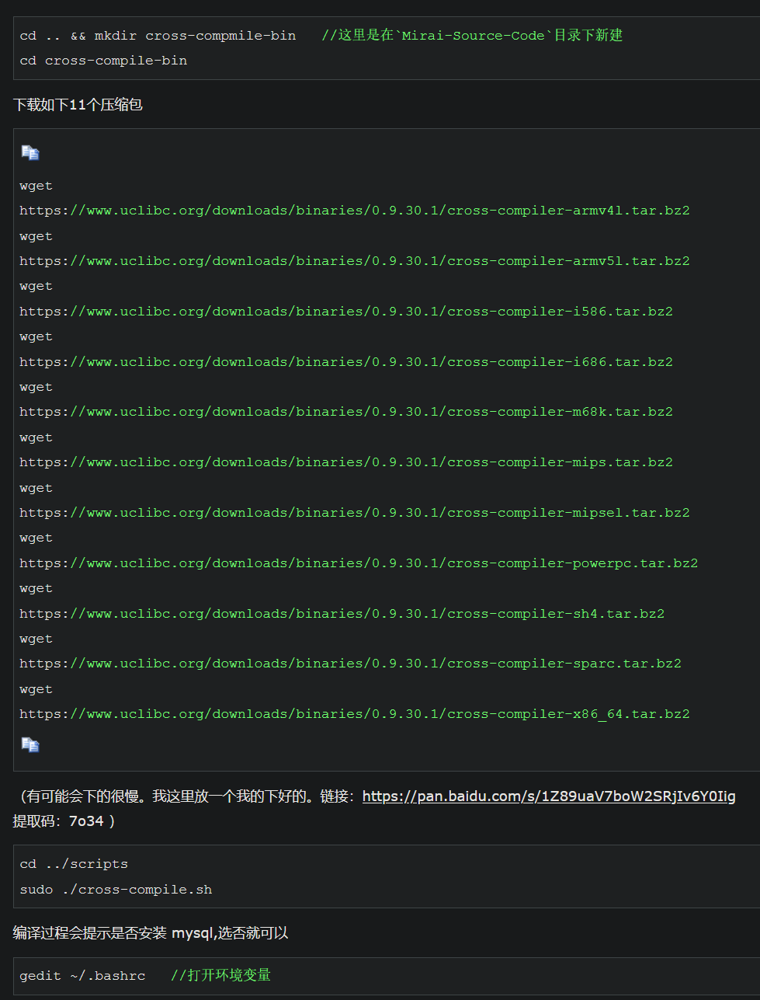 cd .. && mkdir cross-compmile-bin   //这里是在`Mirai-Source-Code`目录下新建
cd cross-compile-bin
下载如下11个压缩包
wget
https://www.uclibc.org/downloads/binaries/0.9.30.1/cross-compiler-armv4l.tar.bz2
wget
https://www.uclibc.org/downloads/binaries/0.9.30.1/cross-compiler-armv5l.tar.bz2
wget
https://www.uclibc.org/downloads/binaries/0.9.30.1/cross-compiler-i586.tar.bz2
wget
https://www.uclibc.org/downloads/binaries/0.9.30.1/cross-compiler-i686.tar.bz2
wget
https://www.uclibc.org/downloads/binaries/0.9.30.1/cross-compiler-m68k.tar.bz2
wget
https://www.uclibc.org/downloads/binaries/0.9.30.1/cross-compiler-mips.tar.bz2
wget
https://www.uclibc.org/downloads/binaries/0.9.30.1/cross-compiler-mipsel.tar.bz2
wget
https://www.uclibc.org/downloads/binaries/0.9.30.1/cross-compiler-powerpc.tar.bz2
wget
https://www.uclibc.org/downloads/binaries/0.9.30.1/cross-compiler-sh4.tar.bz2
wget
https://www.uclibc.org/downloads/binaries/0.9.30.1/cross-compiler-sparc.tar.bz2
wget
https://www.uclibc.org/downloads/binaries/0.9.30.1/cross-compiler-x86_64.tar.bz2
（有可能会下的很慢。我这里放一个我的下好的。链接：https://pan.baidu.com/s/1Z89uaV7boW2SRjIv6Y0Iig
提取码：7o34 ）
cd ../scripts
sudo ./cross-compile.sh
编译过程会提示是否安装 mysql,选否就可以
gedit ~/.bashrc   //打开环境变量